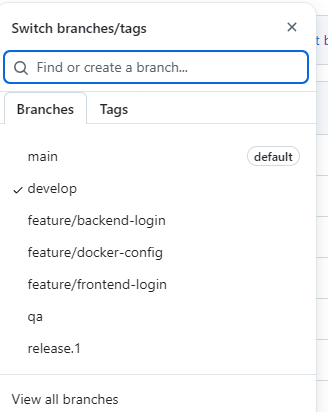 Switch branches/tags
Find or create a branch...
Branches
Tags
main
default
develop
feature/backend-login
feature/docker-config
feature/frontend-login
qa
release.1
View all branches